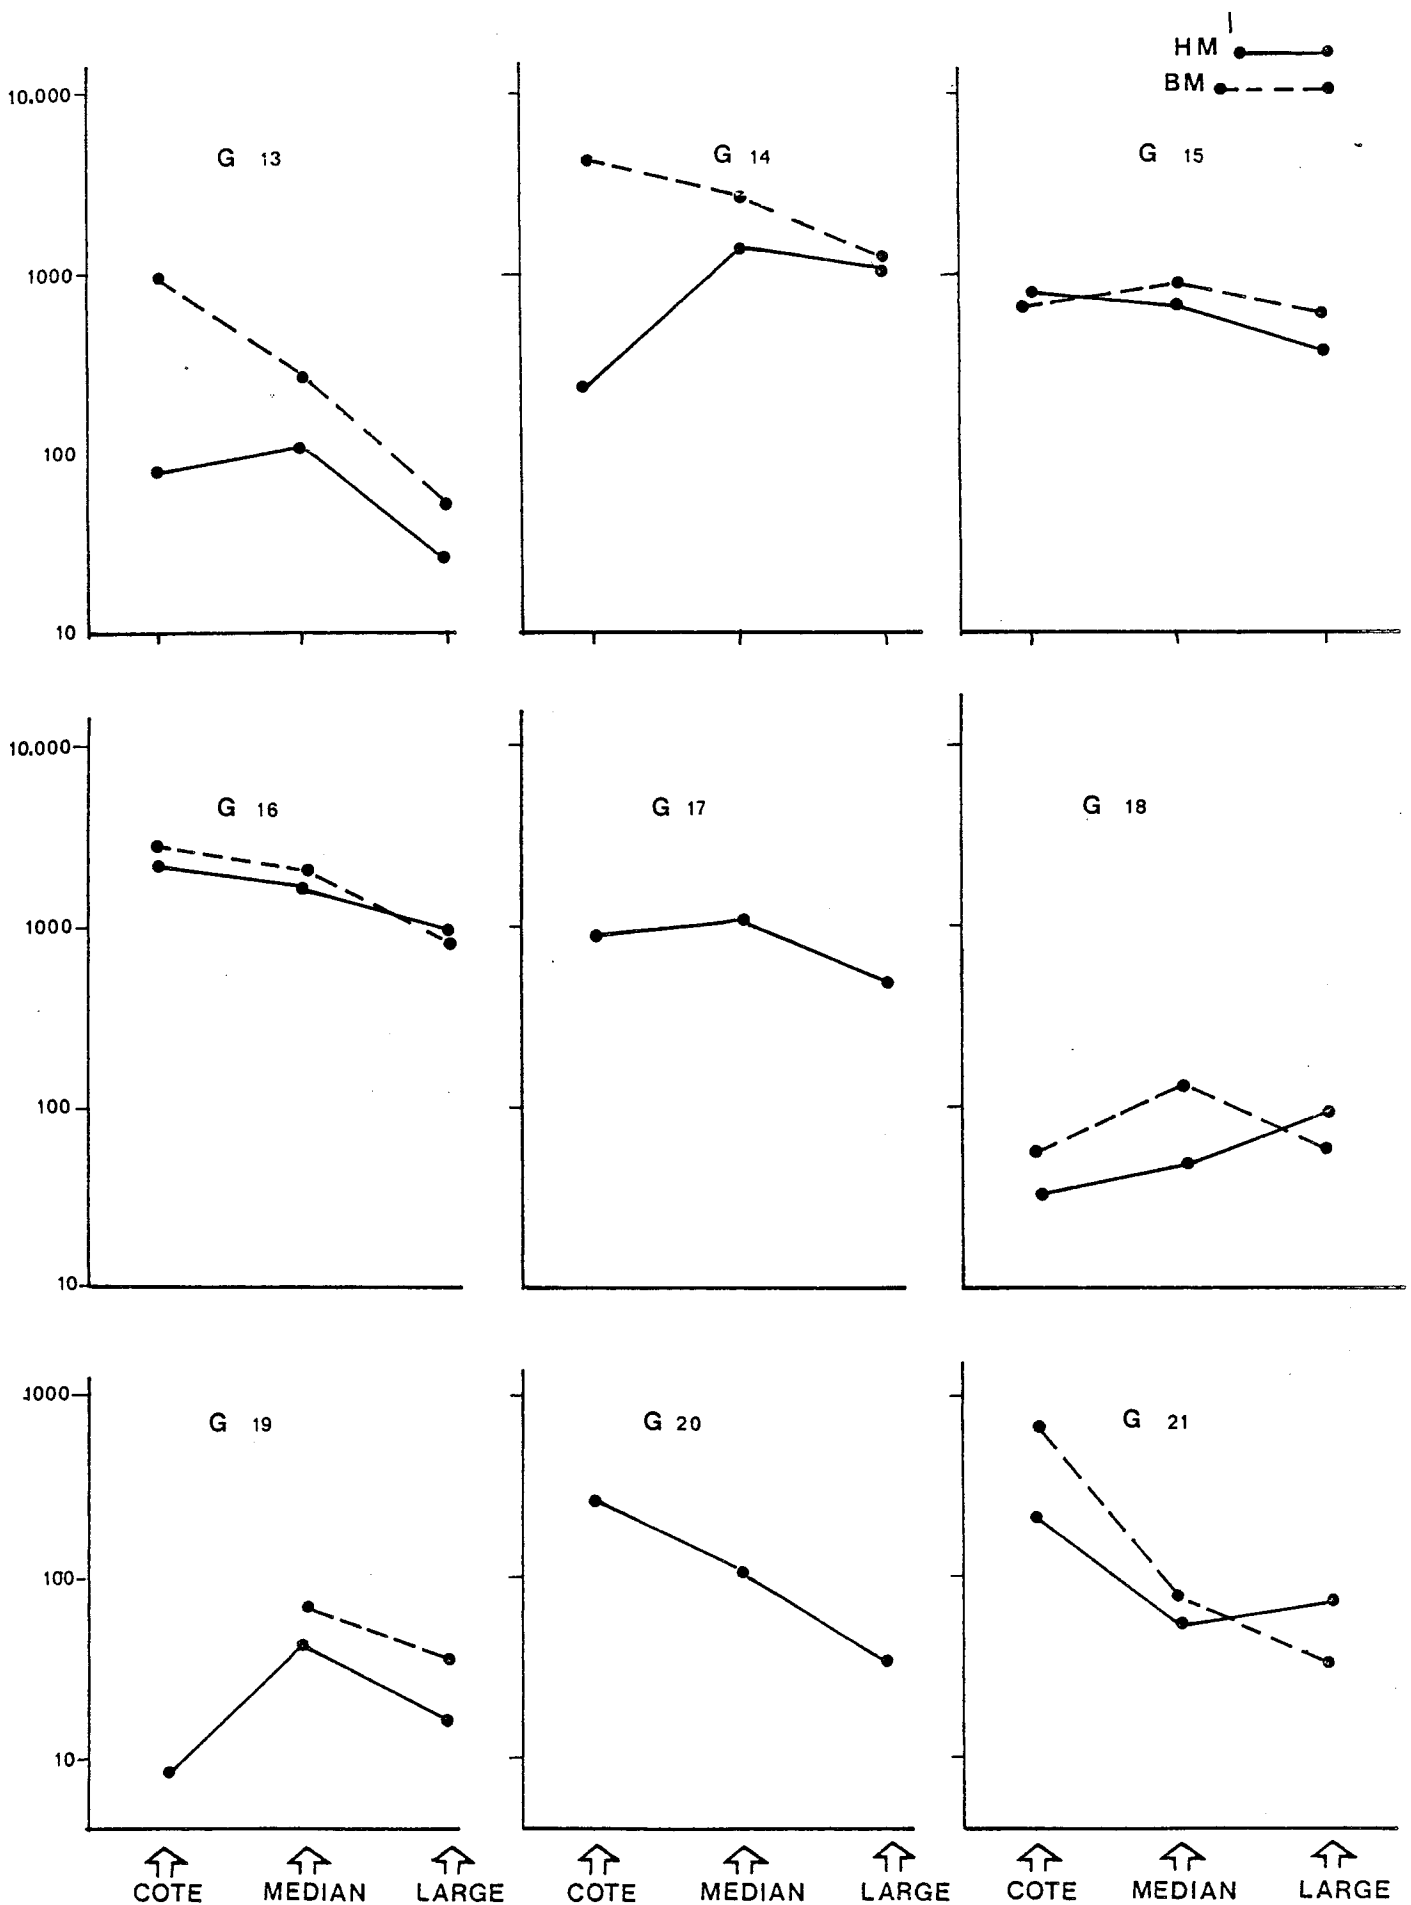 HM
BM
10.000
1000
100
10
G 13
G 14
G 15
10.000
1000
100
10
G 16
G 17
G 18
1000
100
10
G 19
G 20
G 21
COTE MEDIAN LARGE COTE MEDIAN LARGE COTE MEDIAN LARGE